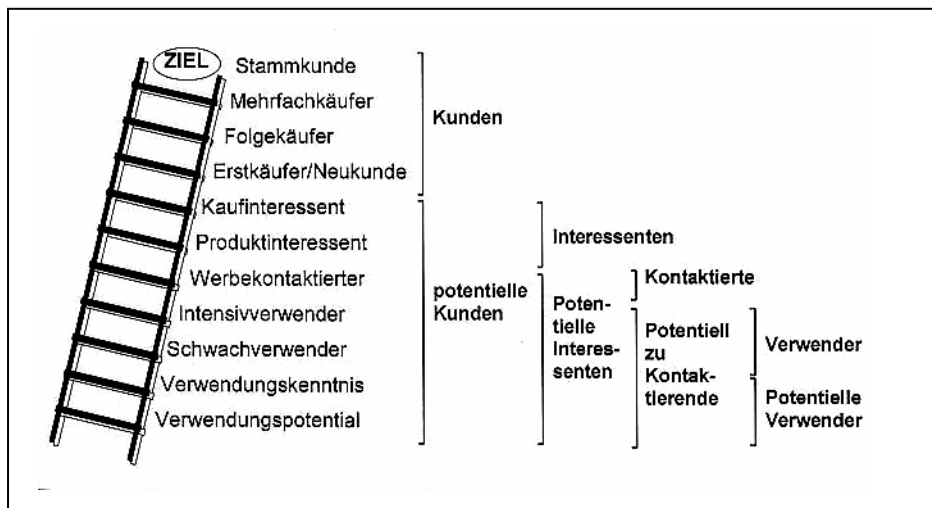 ZIEL
Stammkunde
Mehrfachkäufer
Folgekäufer
Erstkäufer/Neukunde
Kaufinteressent
Produktinteressent
Werbekontaktierter
Intensivverwender
Schwachverwender
Verwendungskenntnis
Verwendungspotential
Kunden
potentielle
Kunden
Interessenten
Poten-
tielle
Interes-
senten
Kontaktierte
Potentiell
zu
Kontak-
tierende
Verwender
Potentielle
Verwender